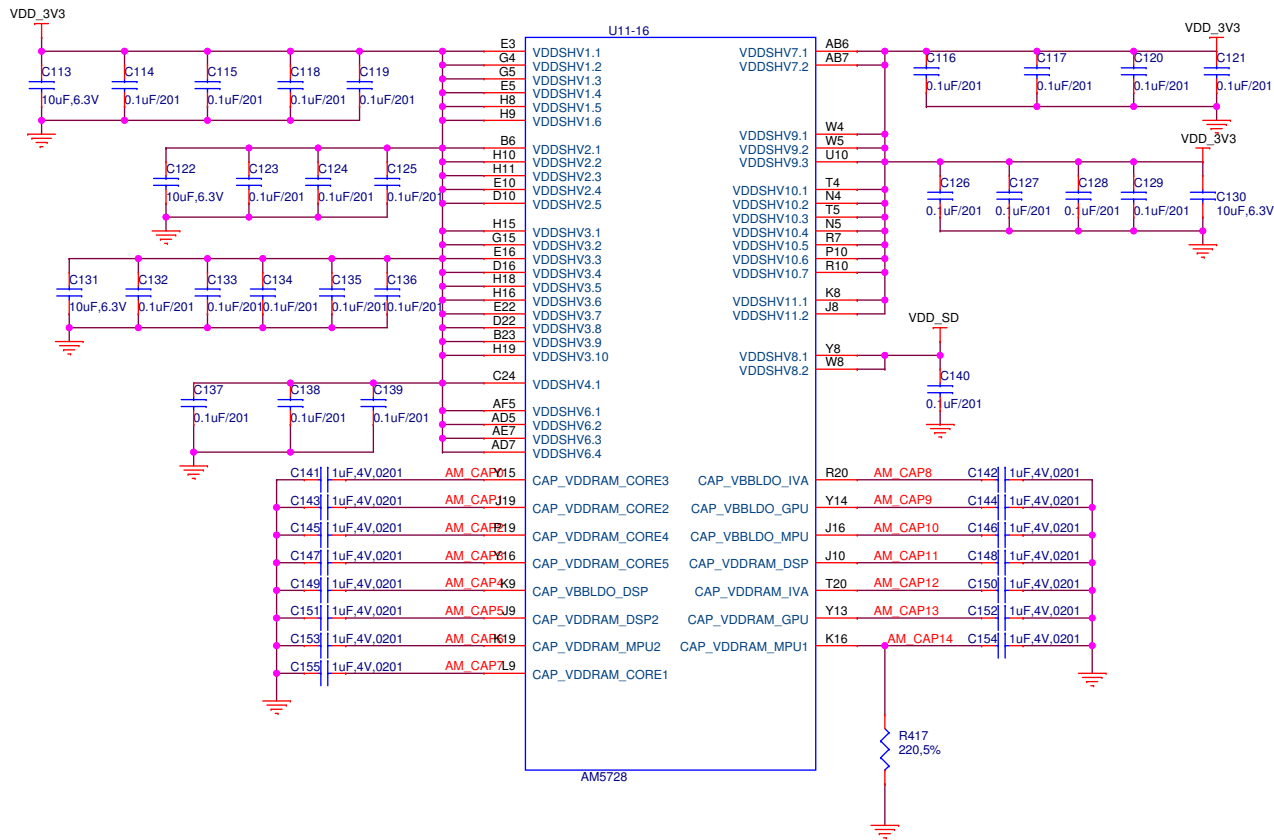 VDD_3V3
U11-16
VDD_3V3
C113
10uF,6.3V
C114
0.1uF/201
C115
0.1uF/201
C118
0.1uF/201
C119
0.1uF/201
E3 VDDSHV1.1
G4 VDDSHV1.2
G5 VDDSHV1.3
E5 VDDSHV1.4
H8 VDDSHV1.5
H9 VDDSHV1.6
C122
10uF,6.3V
C123
0.1uF/201
C124
0.1uF/201
C125
0.1uF/201
B6 VDDSHV2.1
H10 VDDSHV2.2
H11 VDDSHV2.3
E10 VDDSHV2.4
D10 VDDSHV2.5
C131
10uF,6.3V
C132
0.1uF/201
C133
0.1uF/201
C134
0.1uF/201
C135
0.1uF/201
C136
0.1uF/201
H15 VDDSHV3.1
G15 VDDSHV3.2
E16 VDDSHV3.3
D16 VDDSHV3.4
H18 VDDSHV3.5
H16 VDDSHV3.6
E22 VDDSHV3.7
D22 VDDSHV3.8
B23 VDDSHV3.9
H19 VDDSHV3.10
C137
0.1uF/201
C138
0.1uF/201
C139
0.1uF/201
C24 VDDSHV4.1
AF5 VDDSHV6.1
AD5 VDDSHV6.2
AE7 VDDSHV6.3
AD7 VDDSHV6.4
VDDSHV7.1 AB6
VDDSHV7.2 AB7
C116
0.1uF/201
C117
0.1uF/201
C120
0.1uF/201
C121
0.1uF/201
VDD_3V3
VDDSHV9.1 W4
VDDSHV9.2 W5
VDDSHV9.3 U10
C126
0.1uF/201
C127
0.1uF/201
C128
0.1uF/201
C129
0.1uF/201
C130
10uF,6.3V
VDDSHV10.1 T4
VDDSHV10.2 N4
VDDSHV10.3 T5
VDDSHV10.4 N5
VDDSHV10.5 R7
VDDSHV10.6 P10
VDDSHV10.7 R10
VDDSHV11.1 K8
VDDSHV11.2 J8
VDD_SD
VDDSHV8.1 Y8
VDDSHV8.2 W8
C140
0.1uF/201
C141 1uF,4V,0201 Y15 CAP_VDDRAM_CORE3
C143 1uF,4V,0201 J19 CAP_VDDRAM_CORE2
C145 1uF,4V,0201 CAP_VDDRAM_CORE4
C147 1uF,4V,0201 Y16 CAP_VDDRAM_CORE5
C149 1uF,4V,0201 AM_CAP4 K9 CAP_VBBLDO_DSP
C151 1uF,4V,0201 AM_CAP5 J9 CAP_VDDRAM_DSP2
C153 1uF,4V,0201 K19 CAP_VDDRAM_MPU2
C155 1uF,4V,0201 AM_CAP7 L9 CAP_VDDRAM_CORE1
CAP_VBBLDO_IVA R20 AM_CAP8 C142 1uF,4V,0201
CAP_VBBLDO_GPU Y14 AM_CAP9 C144 1uF,4V,0201
CAP_VBBLDO_MPU J16 AM_CAP10 C146 1uF,4V,0201
CAP_VDDRAM_DSP J10 AM_CAP11 C148 1uF,4V,0201
CAP_VDDRAM_IVA T20 AM_CAP12 C150 1uF,4V,0201
CAP_VDDRAM_GPU Y13 AM_CAP13 C152 1uF,4V,0201
CAP_VDDRAM_MPU1 K16 AM_CAP14 C154 1uF,4V,0201
R417
220,5%
AM5728